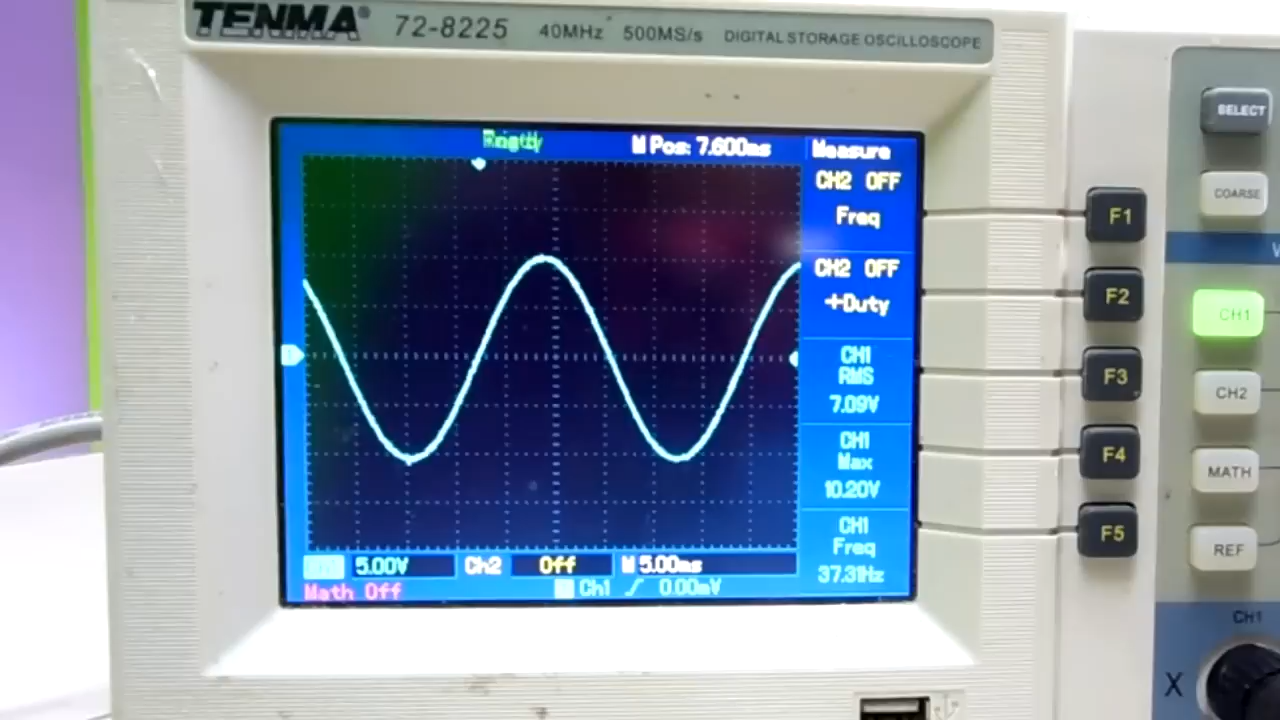 TENMA® 72-8225 40MHz 500MS/s DIGITAL STORAGE OSCILLOSCOPE
SELECT
M Pos: 7.600ms
Measure
CH2 OFF
Freq
COARSE
F1
CH2 OFF
+Duty
F2
CH1
CH1
RMS
7.09V
F3
CH2
CH1
Max
10.20V
F4
MATH
CH1
Freq
37.31Hz
F5
REF
5.00V Ch2 Off M 5.00ms
Math Off Ch1 0.00mV
CH1
X